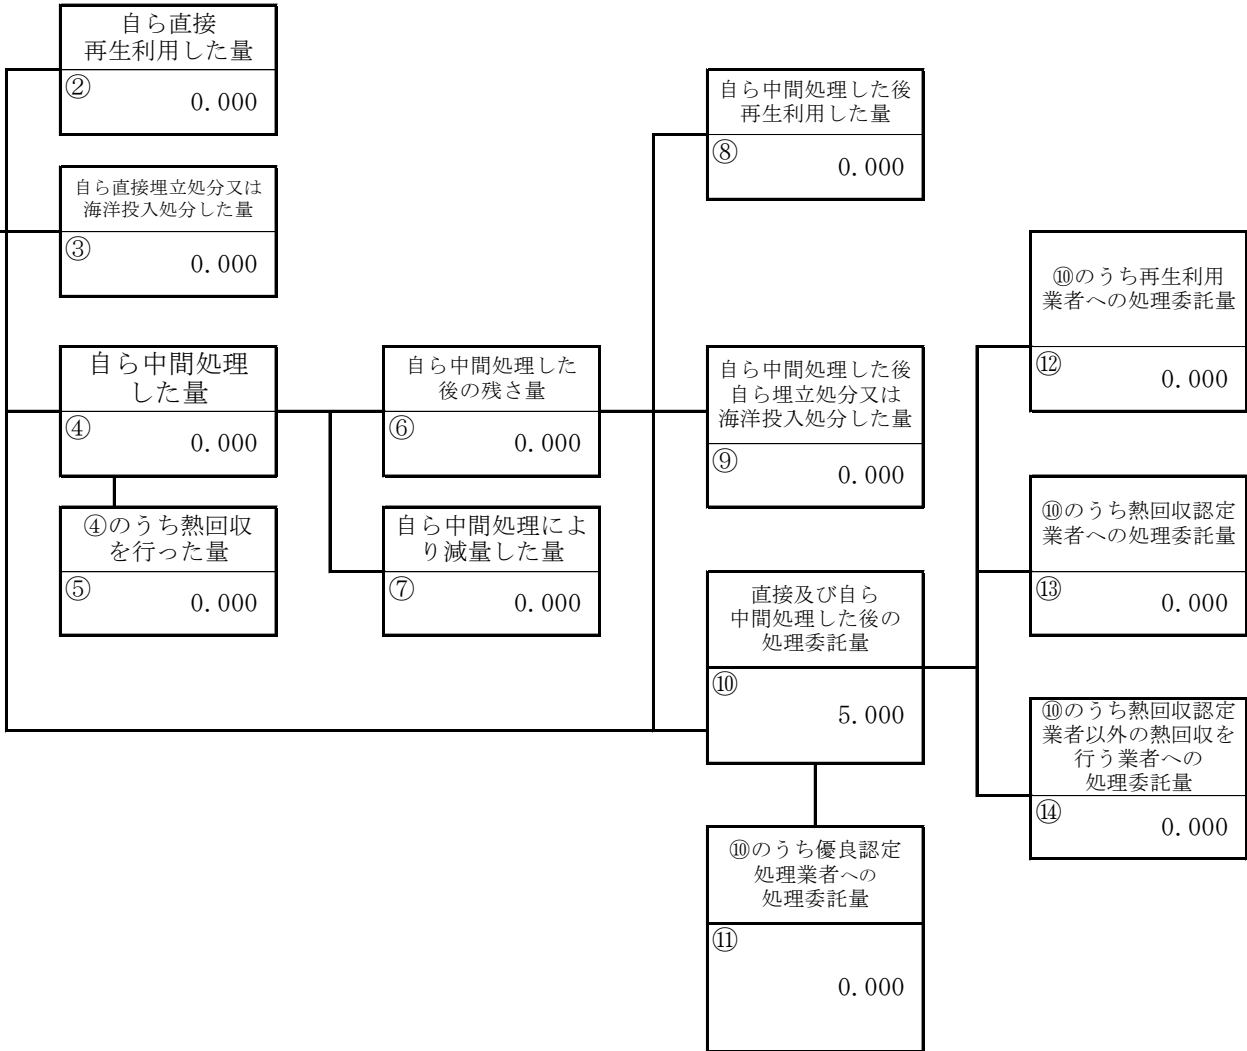 自ら直接
再生利用した量
②
0.000
自ら直接埋立処分又は
海洋投入処分した量
③
0.000
自ら中間処理
した量
④
0.000
④のうち熱回収
を行った量
⑤
0.000
自ら中間処理した
後の残さ量
⑥
0.000
自ら中間処理によ
り減量した量
⑦
0.000
自ら中間処理した後
再生利用した量
⑧
0.000
自ら中間処理した後
自ら埋立処分又は
海洋投入処分した量
⑨
0.000
直接及び自ら
中間処理した後の
処理委託量
⑩
5.000
⑩のうち優良認定
処理業者への
処理委託量
⑪
0.000
⑩のうち再生利用
業者への処理委託量
⑫
0.000
⑩のうち熱回収認定
業者への処理委託量
⑬
0.000
⑩のうち熱回収認定
業者以外の熱回収を
行う業者への
処理委託量
⑭
0.000